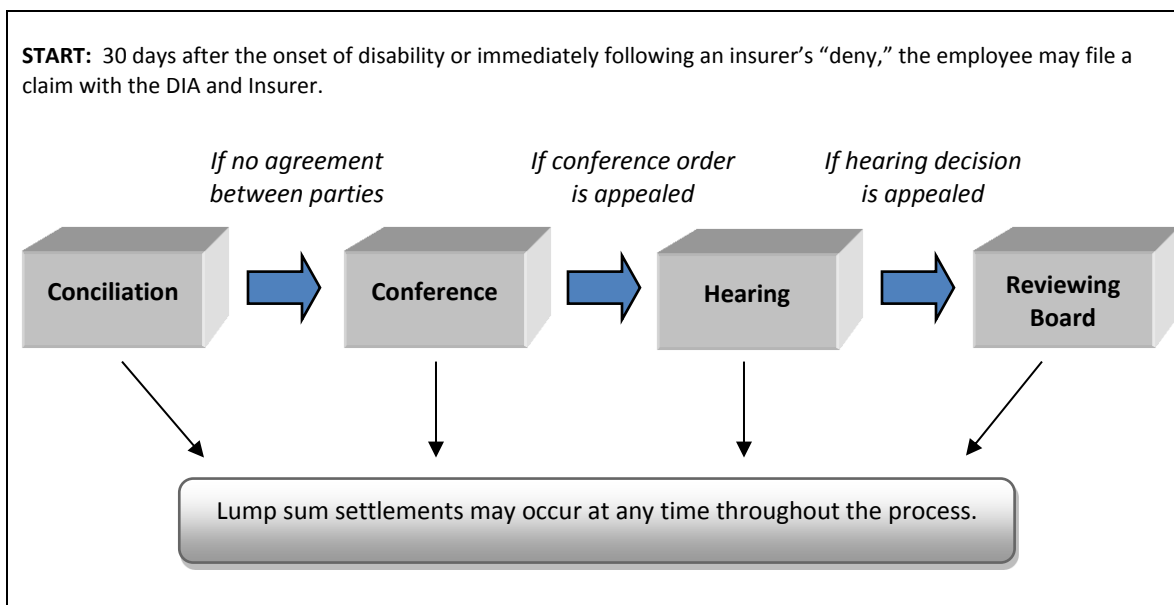 START: 30 days after the onset of disability or immediately following an insurer’s “deny,” the employee may file a
claim with the DIA and Insurer.
If no agreement
between parties
If conference order
is appealed
If hearing decision
is appealed
Conciliation
Conference
Hearing
Reviewing
Board
Lump sum settlements may occur at any time throughout the process.